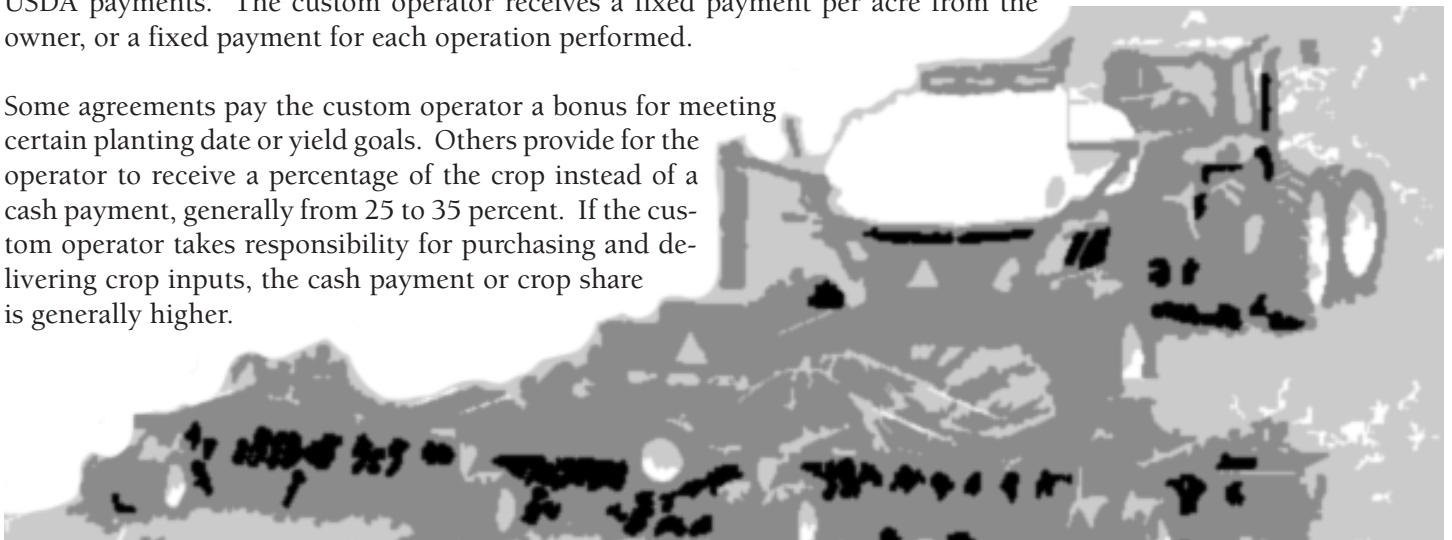 USDA payments. The custom operator receives a fixed payment per acre from the
owner, or a fixed payment for each operation performed.
Some agreements pay the custom operator a bonus for meeting
certain planting date or yield goals. Others provide for the
operator to receive a percentage of the crop instead of a
cash payment, generally from 25 to 35 percent. If the cus-
tom operator takes responsibility for purchasing and de-
livering crop inputs, the cash payment or crop share
is generally higher.